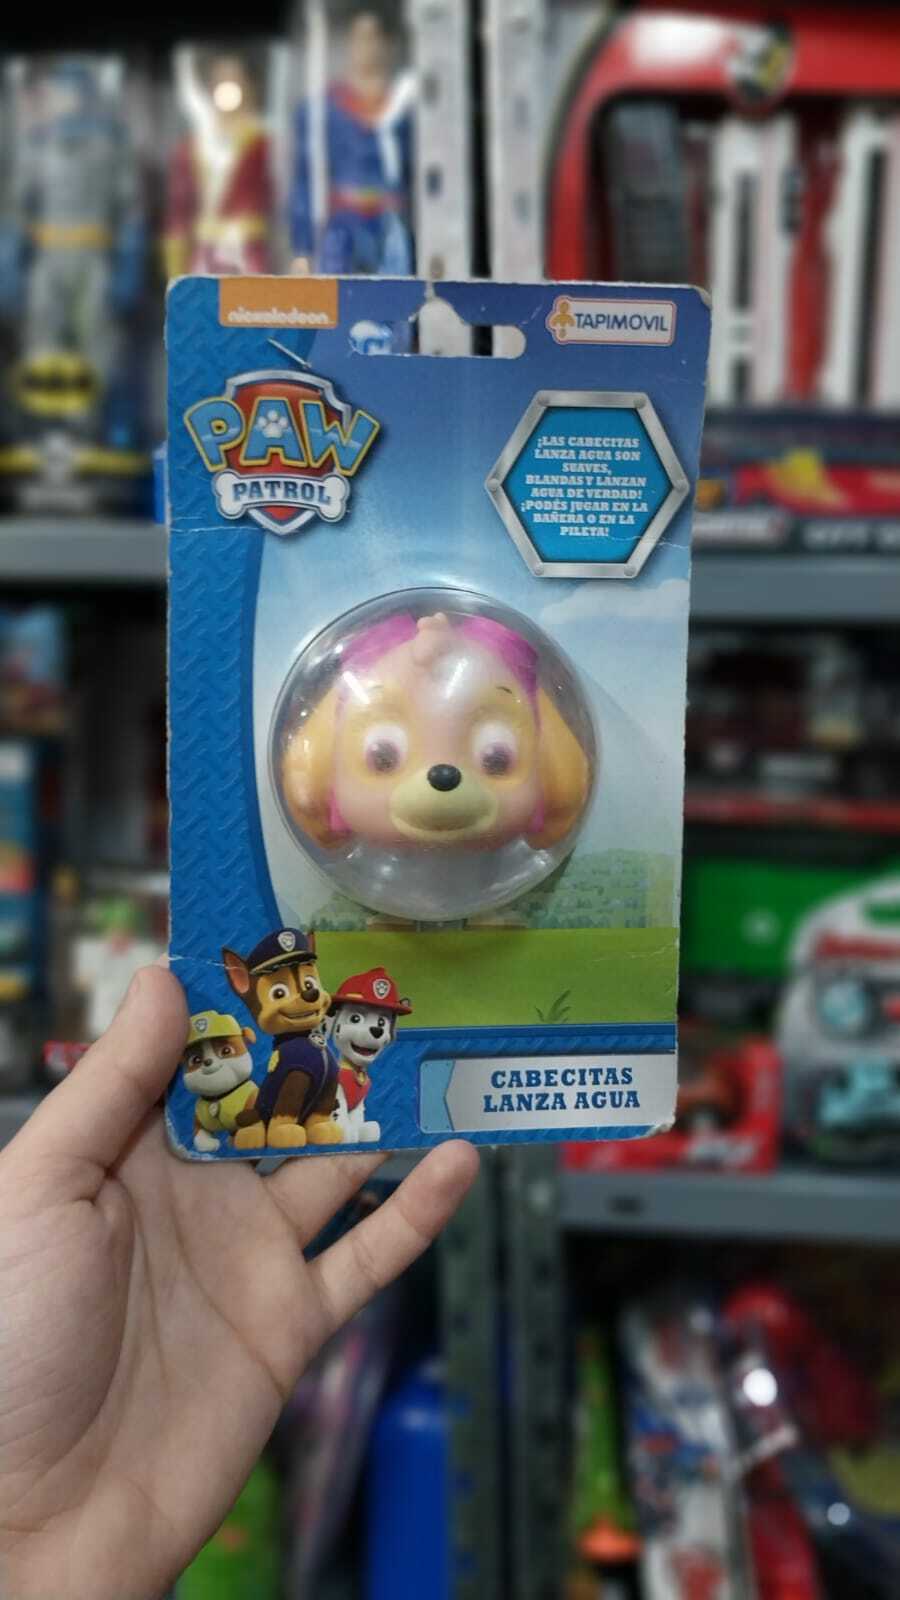 nickelodeon
TAPIMOVIL
PAW
PATROL
¡LAS CABECITAS
LANZA AGUA SON
SUAVES,
BLANDAS Y LANZAN
AGUA DE VERDAD!
¡PODÉS JUGAR EN LA
BAÑERA O EN LA
PILETA!
CABECITAS
LANZA AGUA